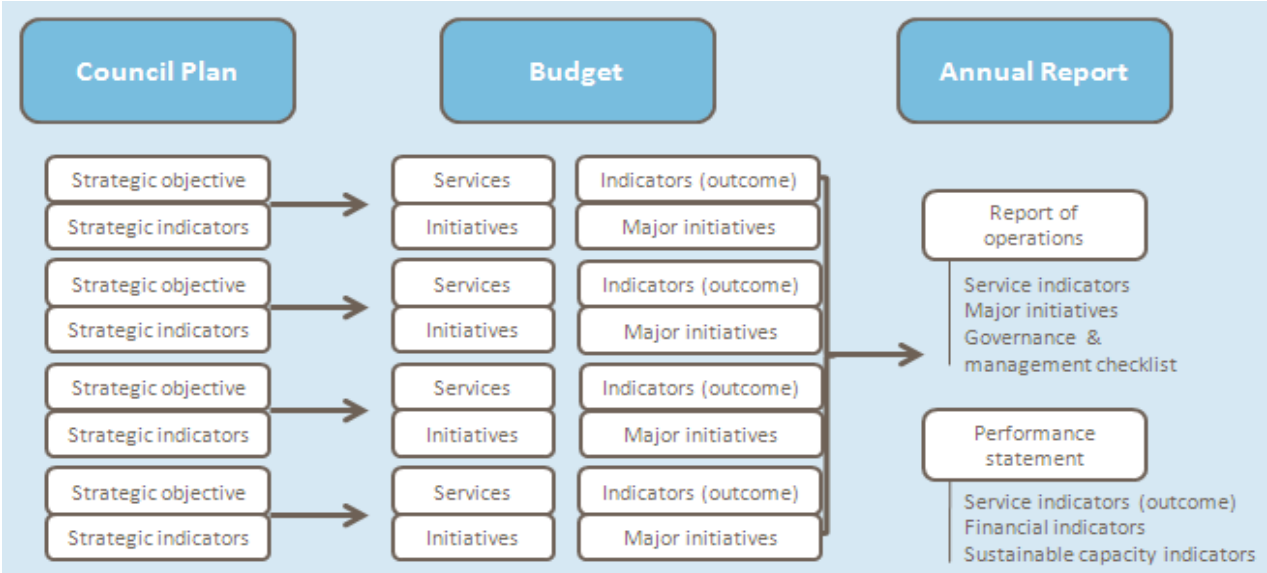 Council Plan
Budget
Annual Report
Strategic objective
Strategic indicators
Services
Initiatives
Indicators (outcome)
Major initiatives
Strategic objective
Strategic indicators
Services
Initiatives
Indicators (outcome)
Major initiatives
Strategic objective
Strategic indicators
Services
Initiatives
Indicators (outcome)
Major initiatives
Strategic objective
Strategic indicators
Services
Initiatives
Indicators (outcome)
Major initiatives
Report of
operations
Service indicators
Major initiatives
Governance &
management checklist
Performance
statement
Service indicators (outcome)
Financial indicators
Sustainable capacity indicators